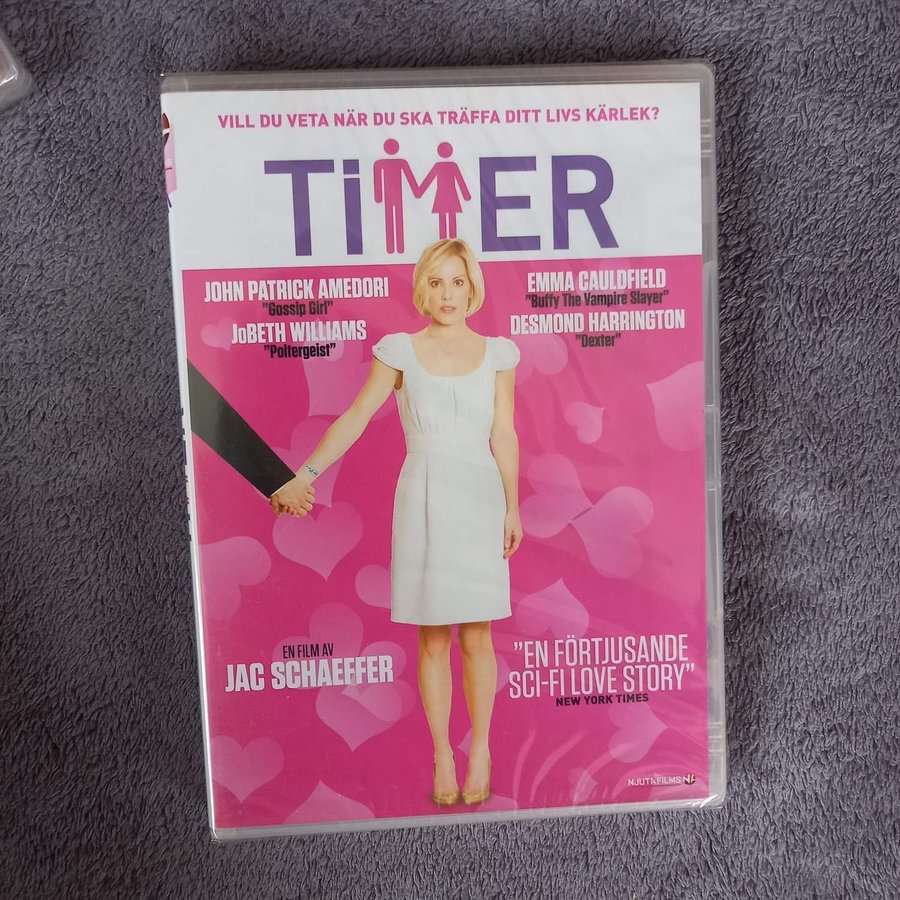 VILL DU VETA NÄR DU SKA TRÄFFA DITT LIVS KÄRLEK?
TiMER
JOHN PATRICK AMEDORI
"Gossip Girl"
JoBETH WILLIAMS
"Poltergeist"
EMMA CAULDFIELD
"Buffy The Vampire Slayer"
DESMOND HARRINGTON
"Dexter"
EN FILM AV
JAC SCHAEFFER
"EN FÖRTJUSANDE
SCI-FI LOVE STORY"
NEW YORK TIMES
NJUTAFILMS NF